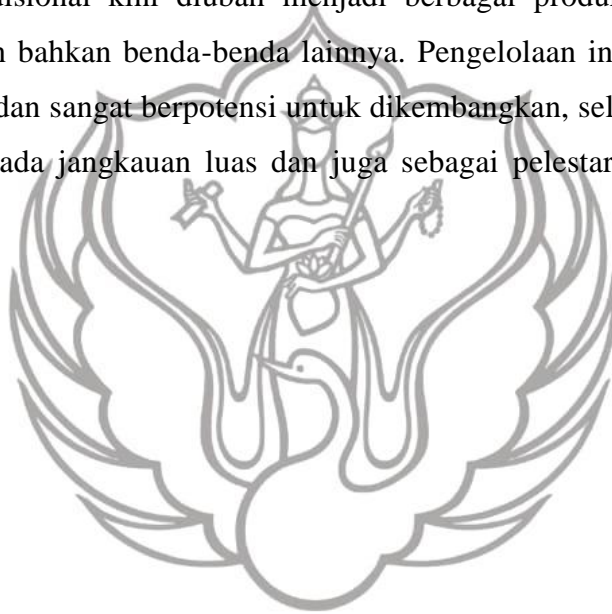 kini diubah menjadi berbagai
bahkan benda-benda lainnya. Pengelolaan
dan sangat berpotensi untuk dikembangkan,
jangkauan luas dan juga sebagai